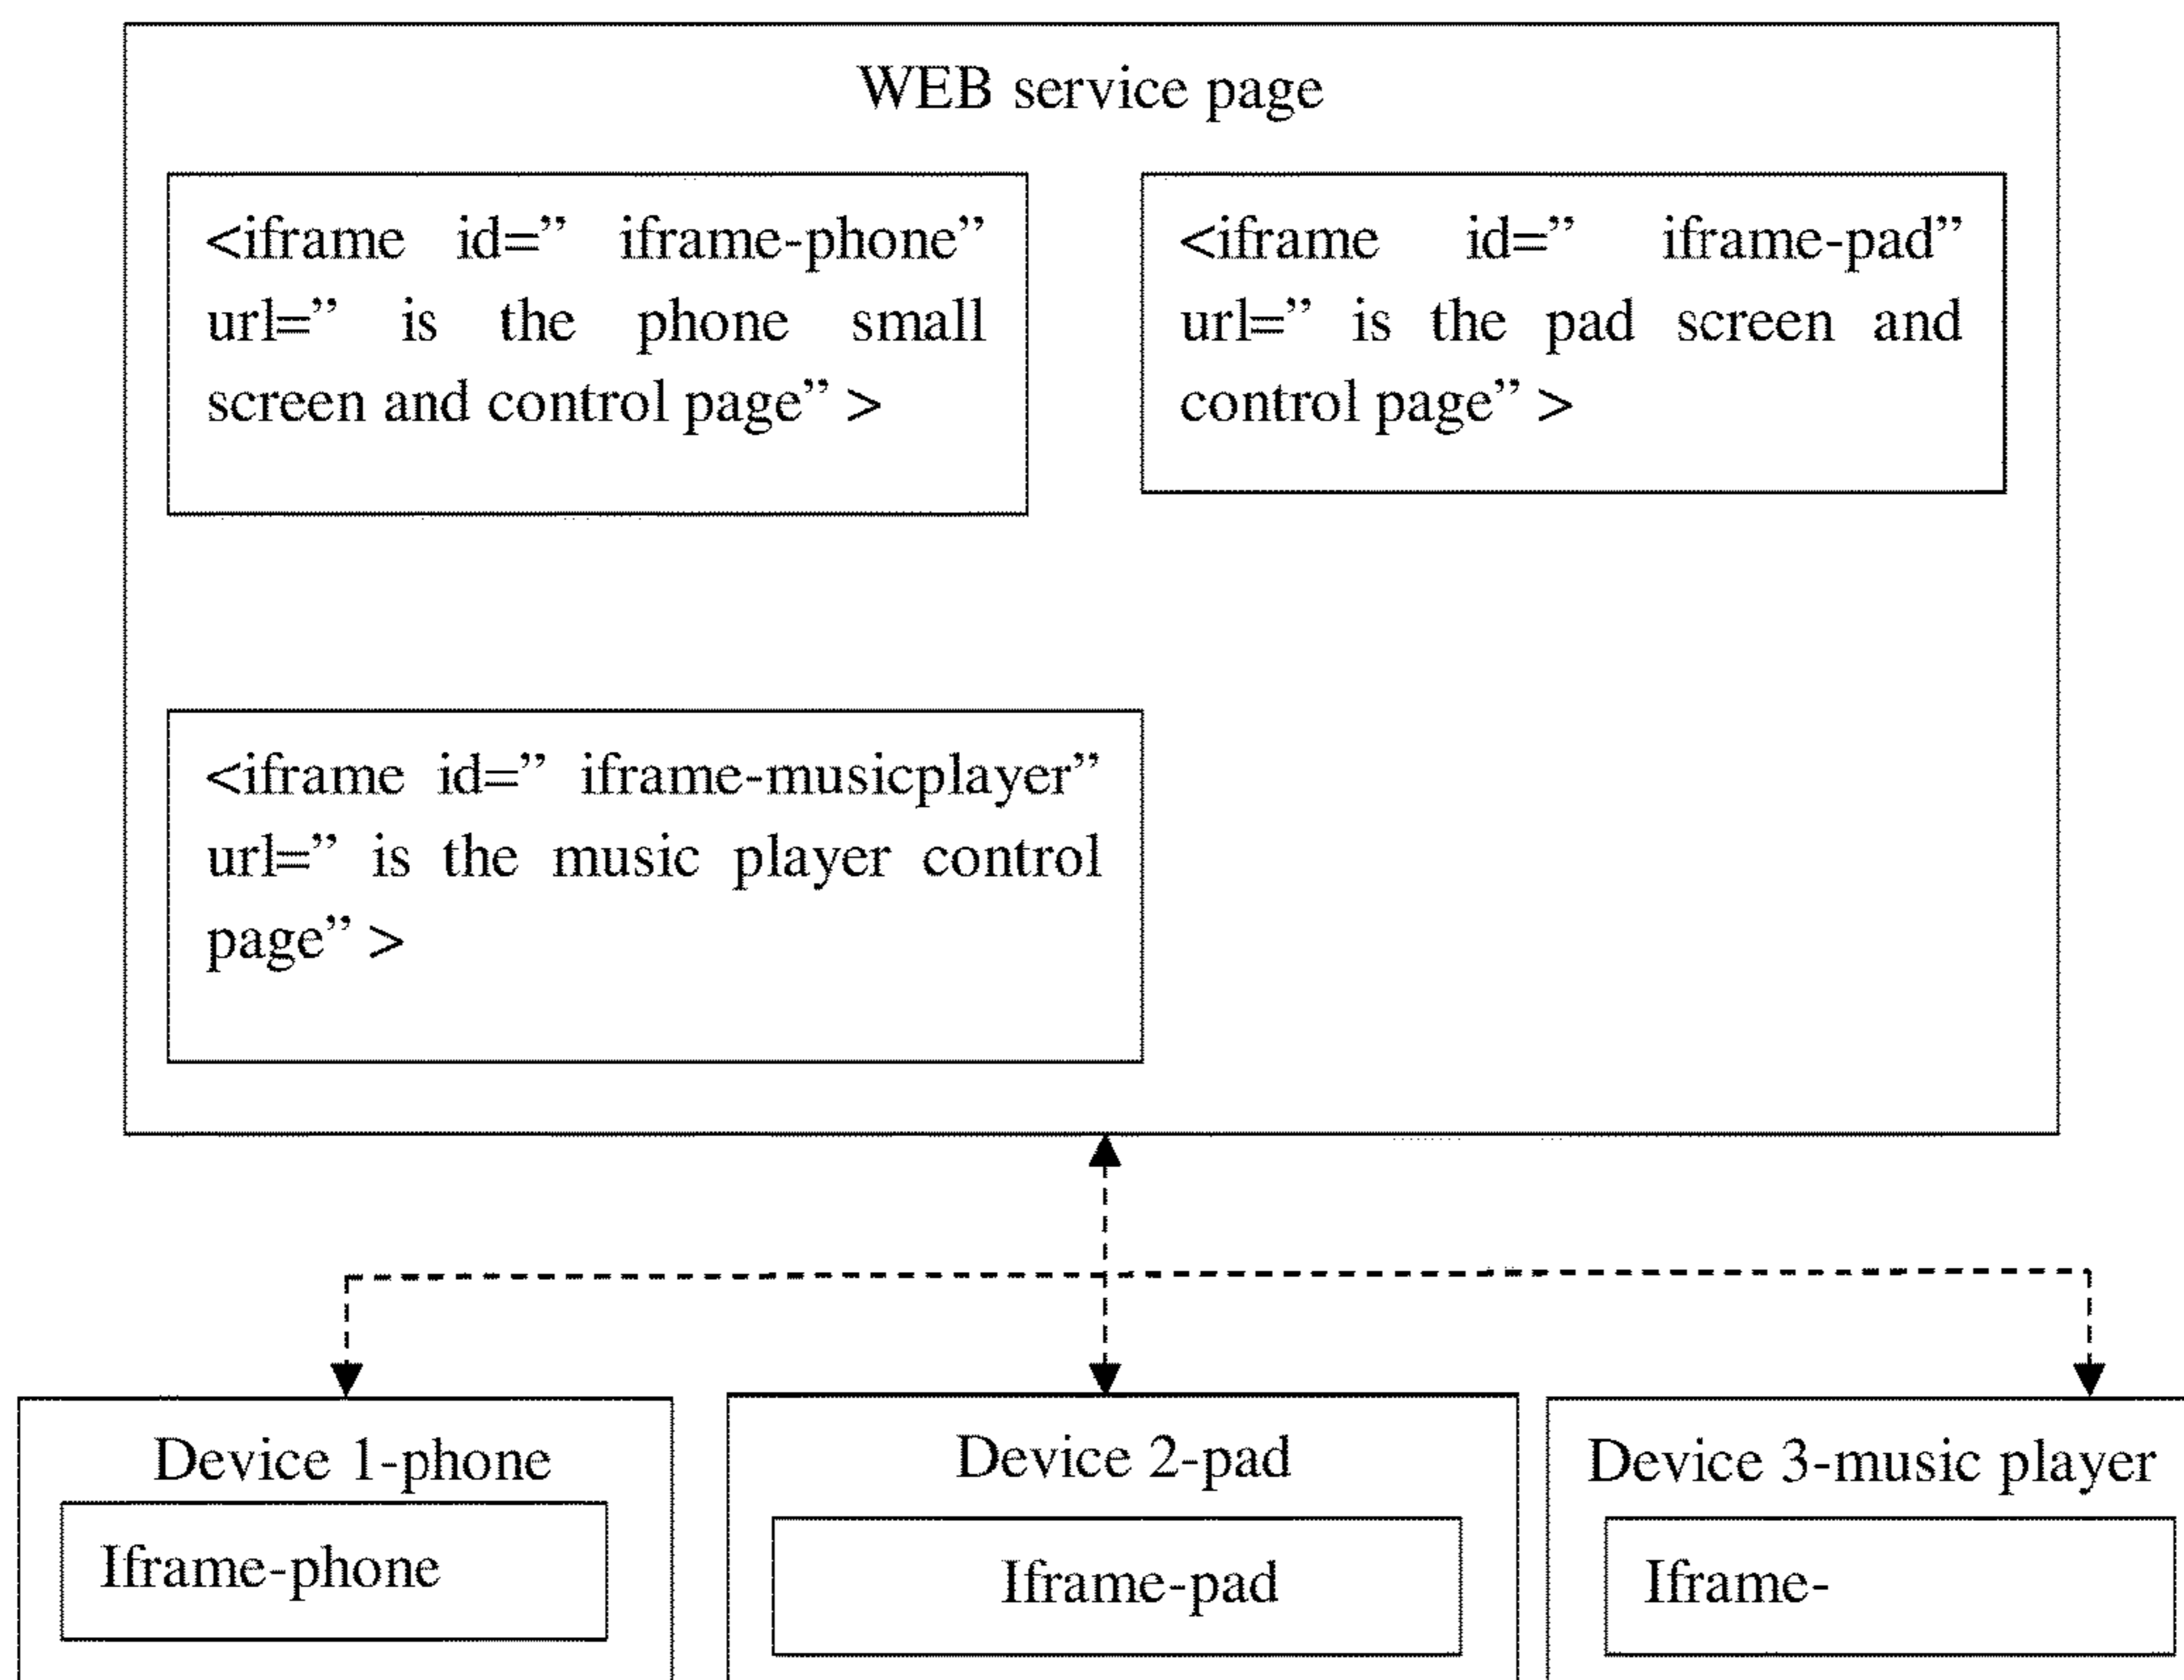 WEB service page
<iframe id=” iframe-phone”
url=” is the phone small
screen and control page” >
<iframe id=” iframe-pad”
url=” is the pad screen and
control page” >
<iframe id=” iframe-musicplayer”
url=” is the music player control
page” >
Device 1-phone
Iframe-phone
Device 2-pad
Iframe-pad
Device 3-music player
Iframe-